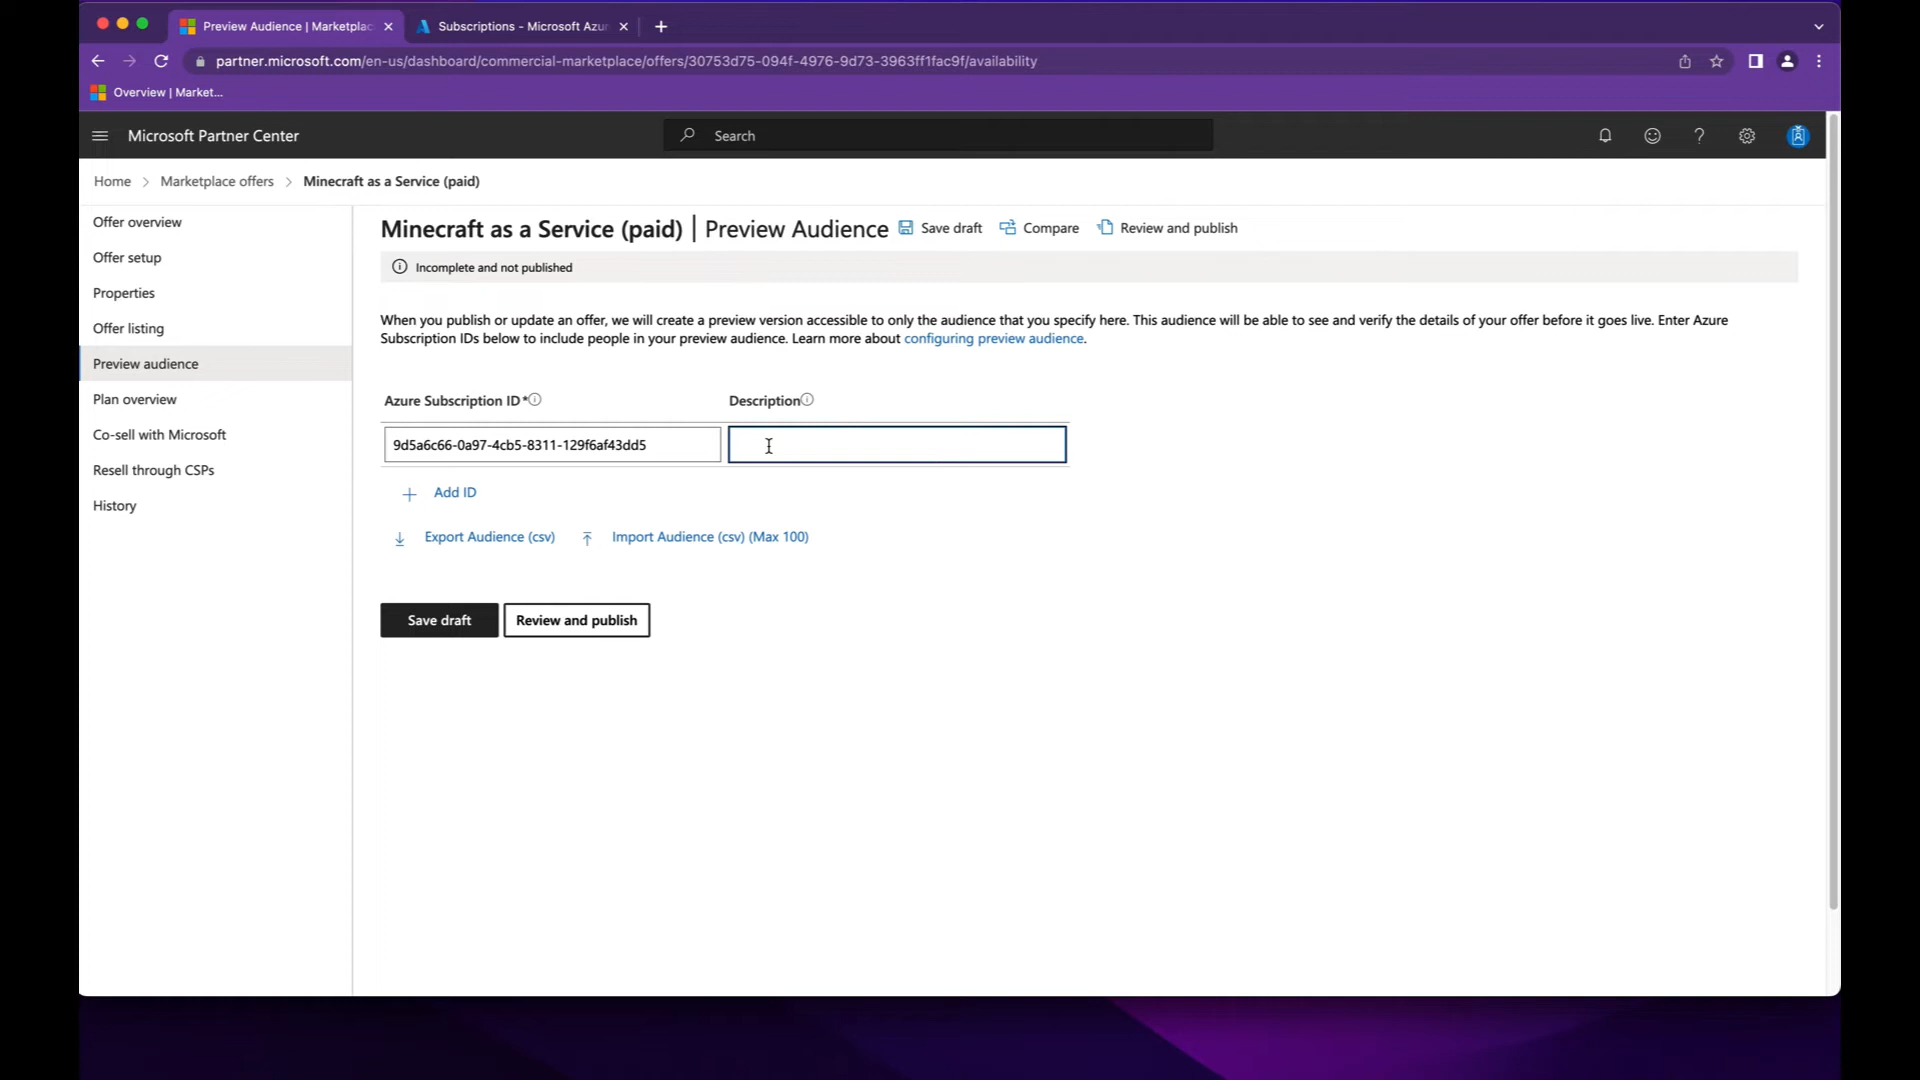 Preview Audience | Marketplac
Subscriptions - Microsoft Azur
partner.microsoft.com/en-us/dashboard/commercial-marketplace/offers/30753d75-094f-4976-9d73-3963ff1fac9f/availability
Overview | Market...
Microsoft Partner Center
Search
Home > Marketplace offers > Minecraft as a Service (paid)
Offer overview
Offer setup
Properties
Offer listing
Preview audience
Plan overview
Co-sell with Microsoft
Resell through CSPs
History
Minecraft as a Service (paid) | Preview Audience
Save draft
Compare
Review and publish
Incomplete and not published
When you publish or update an offer, we will create a preview version accessible to only the audience that you specify here. This audience will be able to see and verify the details of your offer before it goes live. Enter Azure
Subscription IDs below to include people in your preview audience. Learn more about configuring preview audience.
Azure Subscription ID *
Description
9d5a6c66-0a97-4cb5-8311-129f6af43dd5
Add ID
Export Audience (csv)
Import Audience (csv) (Max 100)
Save draft
Review and publish